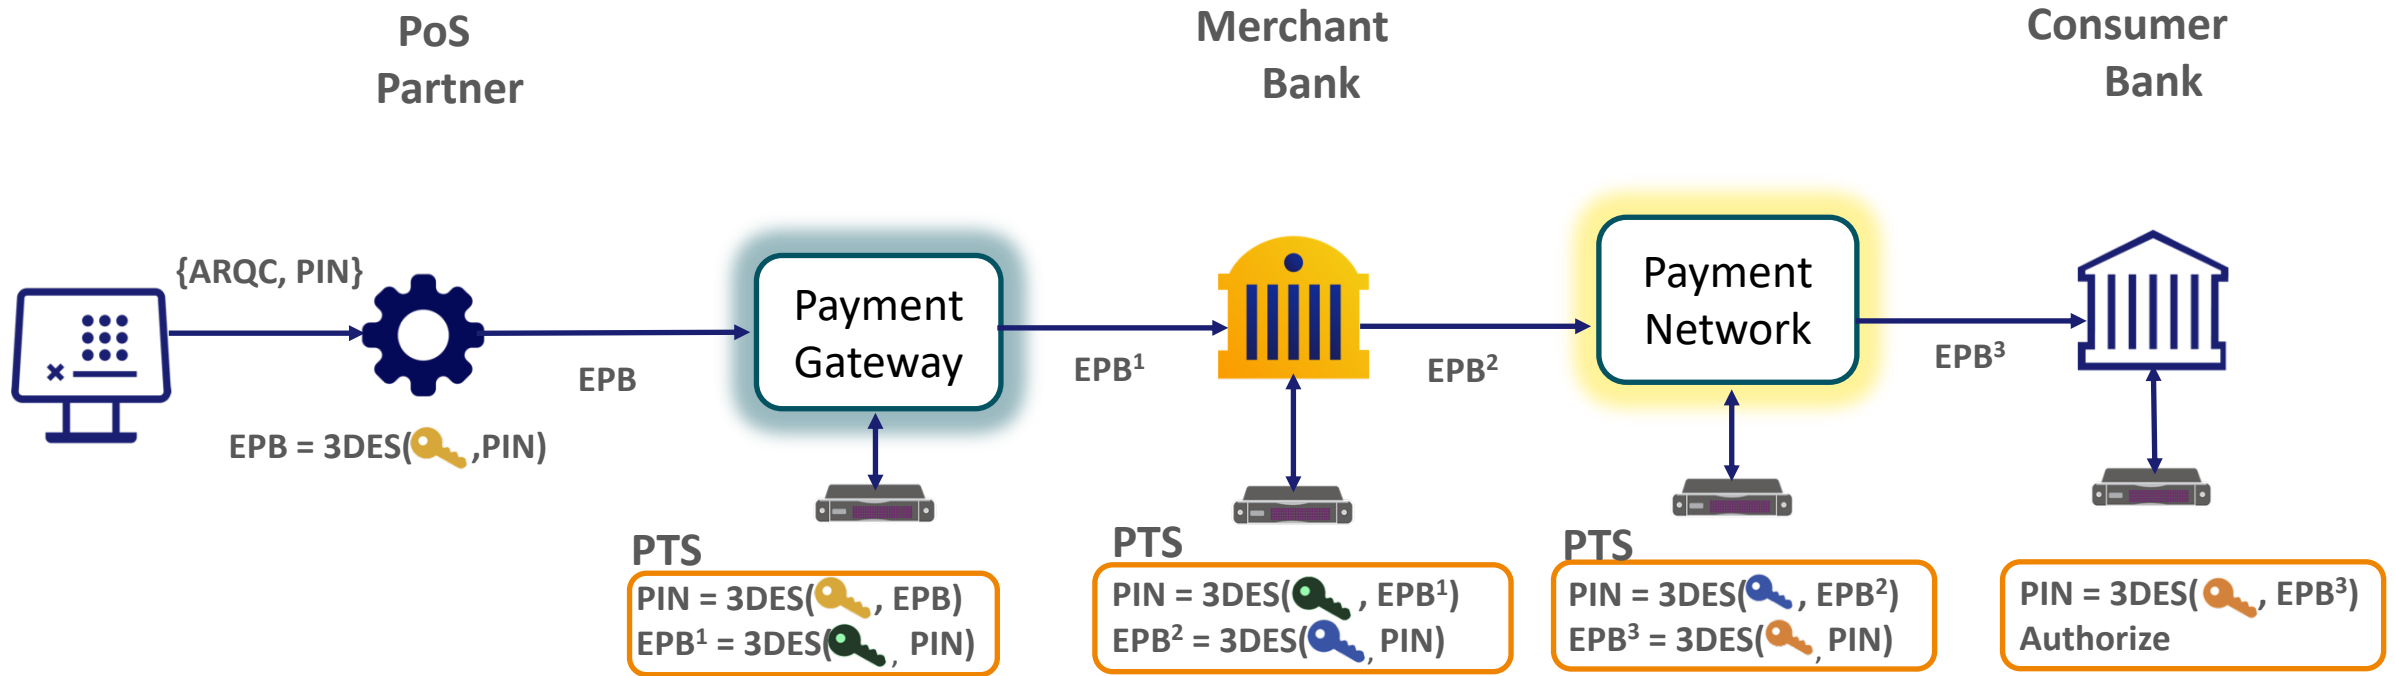 PoS
Partner
Merchant
Bank
Consumer
Bank
{ARQC, PIN}
EPB = 3DES( ,PIN)
EPB
Payment
Gateway
EPB¹
EPB²
Payment
Network
EPB³
PTS
PIN = 3DES( , EPB)
EPB¹ = 3DES( , PIN)
PTS
PIN = 3DES( , EPB¹)
EPB² = 3DES( , PIN)
PTS
PIN = 3DES( , EPB²)
EPB³ = 3DES( , PIN)
PIN = 3DES( , EPB³)
Authorize